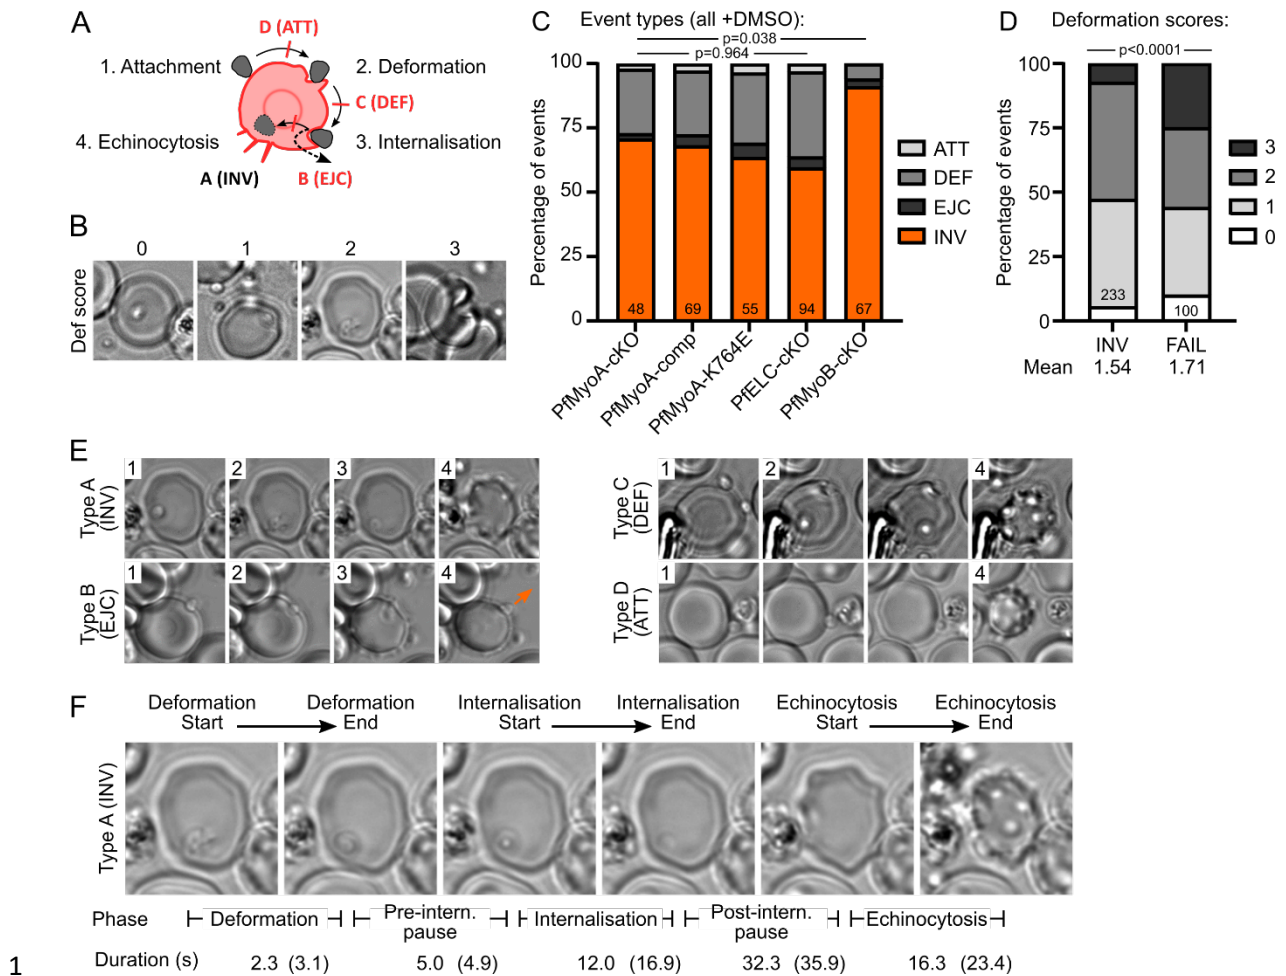 A
D (ATT)
1. Attachment
2. Deformation
C (DEF)
4. Echinocytosis
3. Internalisation
A (INV)
B (EJC)
B
0 1 2 3
Def score
C Event types (all +DMSO):
p=0.038
p=0.964
Percentage of events
100
75
50
25
0
48 69 55 94 67
PfMyoA-cKO
PfMyoA-comp
PfMyoA-K764E
PfELC-cKO
PfMyoB-cKO
ATT
DEF
EJC
INV
D Deformation scores:
p<0.0001
Percentage of events
100
75
50
25
0
233 100
INV FAIL
Mean 1.54 1.71
3
2
1
0
E
Type A
(INV)
1 2 3 4
Type B
(EJC)
1 2 3 4
Type C
(DEF)
1 2 4
Type D
(ATT)
1 4
F
Deformation Deformation Internalisation Internalisation Echinocytosis Echinocytosis
Start End Start End Start End
Type A (INV)
Phase Deformation Pre-intern. pause Internalisation Post-intern. pause Echinocytosis
Duration (s) 2.3 (3.1) 5.0 (4.9) 12.0 (16.9) 32.3 (35.9) 16.3 (23.4)
1